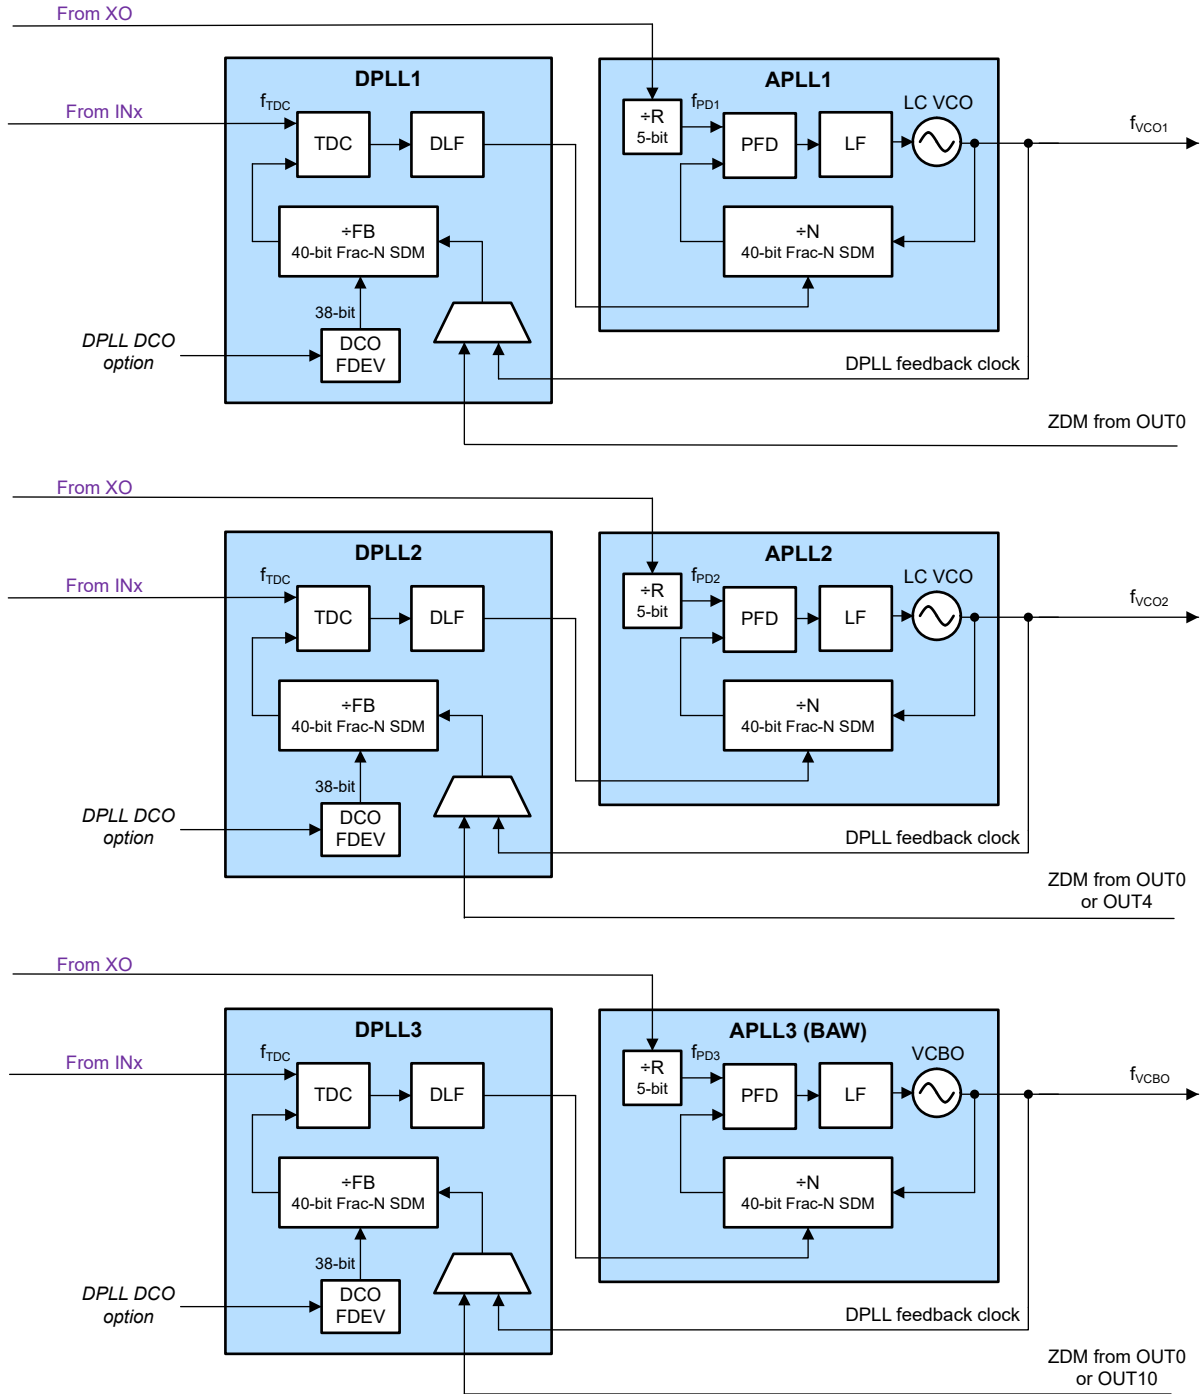 From XO
DPLL1
APLL1
From INx
fTDC
TDC
DLF
÷R
5-bit
fPD1
PFD
LF
LC VCO
fVCO1
÷FB
40-bit Frac-N SDM
÷N
40-bit Frac-N SDM
38-bit
DPLL DCO
option
DCO
FDEV
DPLL feedback clock
ZDM from OUT0
From XO
DPLL2
APLL2
From INx
fTDC
TDC
DLF
÷R
5-bit
fPD2
PFD
LF
LC VCO
fVCO2
÷FB
40-bit Frac-N SDM
÷N
40-bit Frac-N SDM
38-bit
DPLL DCO
option
DCO
FDEV
DPLL feedback clock
ZDM from OUT0
or OUT4
From XO
DPLL3
APLL3 (BAW)
From INx
fTDC
TDC
DLF
÷R
5-bit
fPD3
PFD
LF
VCBO
fVCBO
÷FB
40-bit Frac-N SDM
÷N
40-bit Frac-N SDM
38-bit
DPLL DCO
option
DCO
FDEV
DPLL feedback clock
ZDM from OUT0
or OUT10